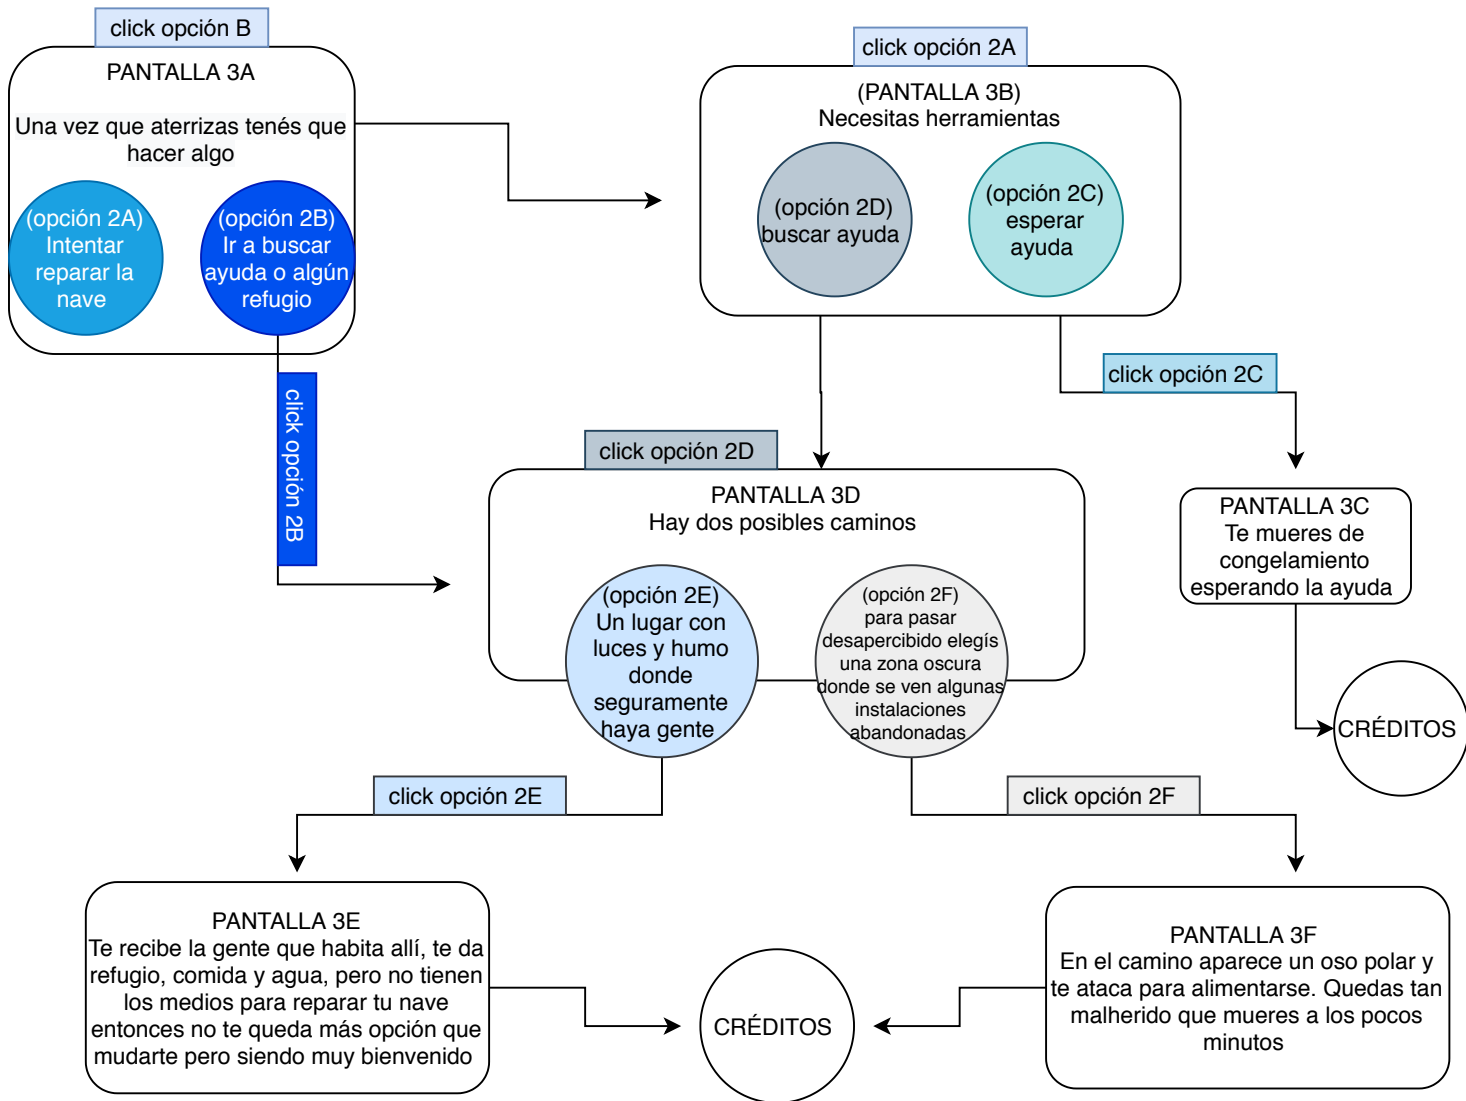 click opción B
PANTALLA 3A
Una vez que aterrizas tenés que
hacer algo
(opción 2A)
Intentar
reparar la
nave
(opción 2B)
Ir a buscar
ayuda o algún
refugio
click opción 2A
(PANTALLA 3B)
Necesitas herramientas
(opción 2D)
buscar ayuda
(opción 2C)
esperar
ayuda
click opción 2B
click opción 2C
click opción 2D
PANTALLA 3D
Hay dos posibles caminos
(opción 2E)
Un lugar con
luces y humo
donde
seguramente
haya gente
(opción 2F)
para pasar
desapercibido elegís
una zona oscura
donde se ven algunas
instalaciones
abandonadas
PANTALLA 3C
Te mueres de
congelamiento
esperando la ayuda
CRÉDITOS
click opción 2E
click opción 2F
PANTALLA 3E
Te recibe la gente que habita allí, te da
refugio, comida y agua, pero no tienen
los medios para reparar tu nave
entonces no te queda más opción que
mudarte pero siendo muy bienvenido
CRÉDITOS
PANTALLA 3F
En el camino aparece un oso polar y
te ataca para alimentarse. Quedas tan
malherido que mueres a los pocos
minutos